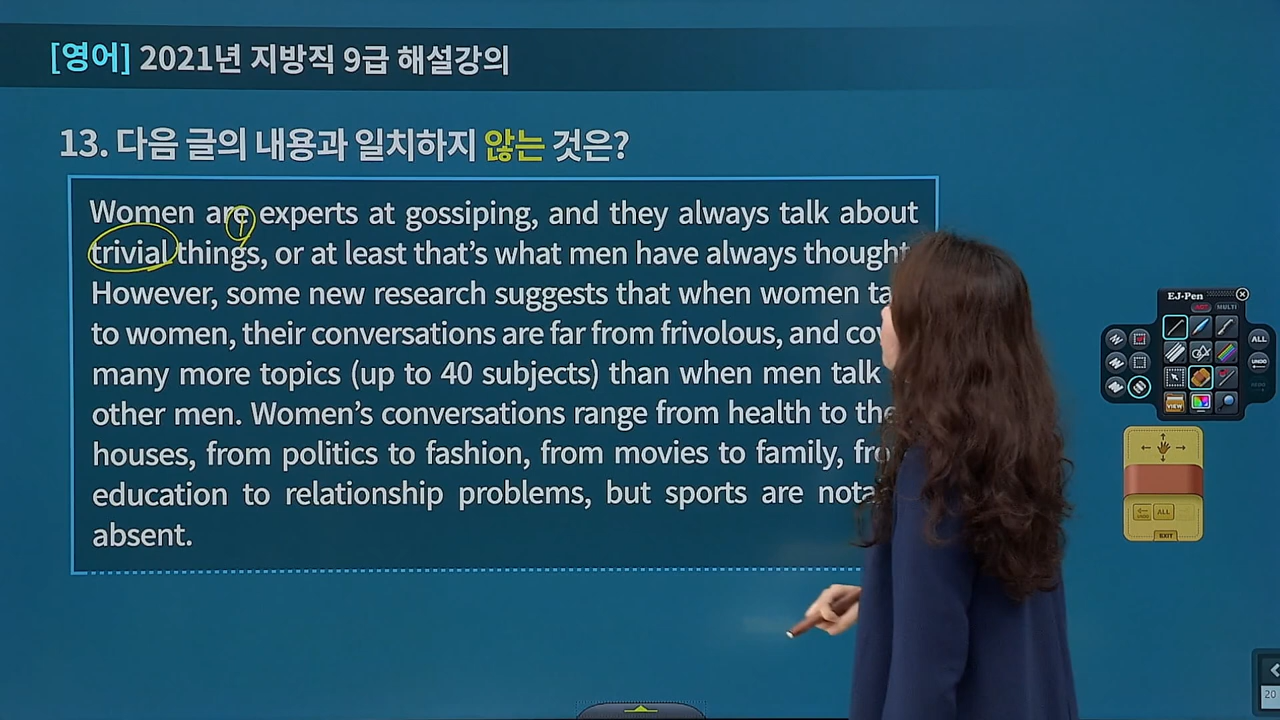 [영어] 2021년 지방직 9급 해설강의
13. 다음 글의 내용과 일치하지 않는 것은?
Women are experts at gossiping, and they always talk about
trivial things, or at least that's what men have always thought
However, some new research suggests that when women
to women, their conversations are far from frivolous, and
many more topics (up to 40 subjects) than when men talk
other men. Women's conversations range from health to
houses, from politics to fashion, from movies to family,
education to relationship problems, but sports are
absent.
EJ-Pen
MULTI
ALL
UNDO
VIEW
ALL
EXIT
20